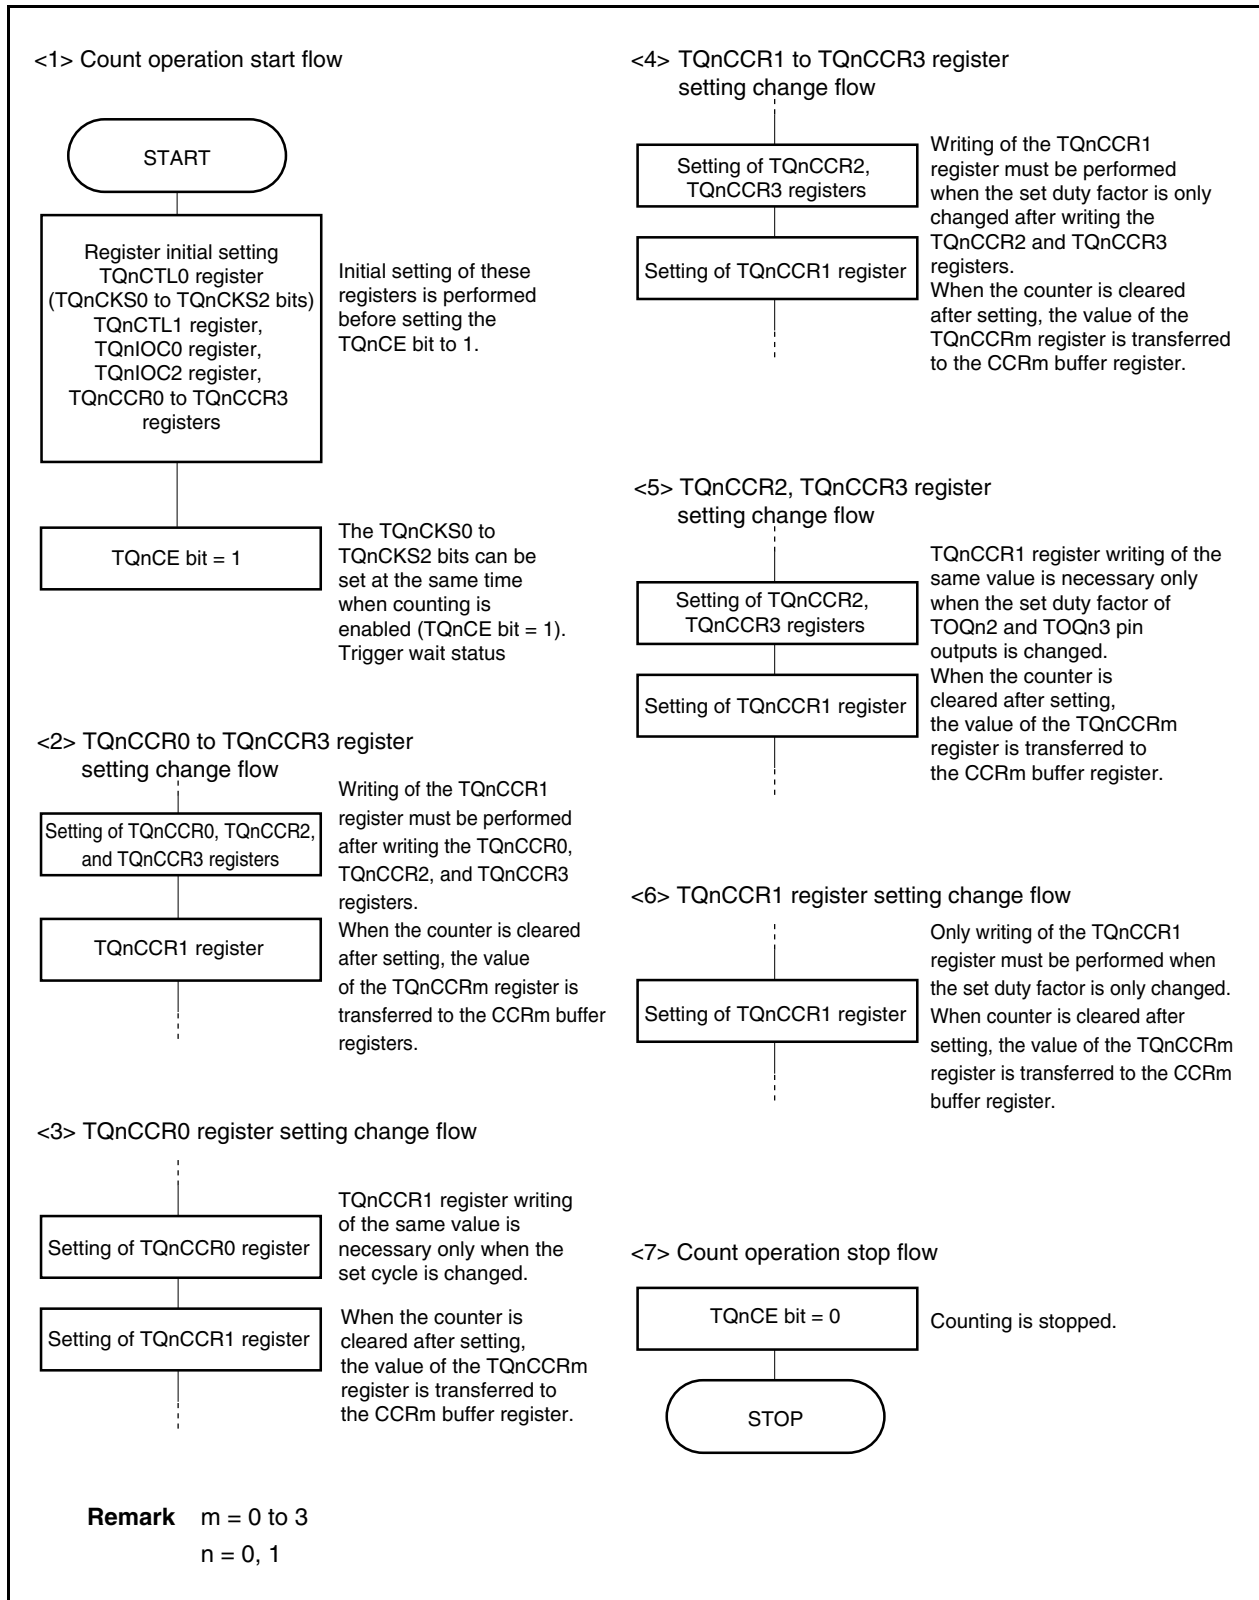 <1> Count operation start flow
START
Register initial setting
TQnCTL0 register
(TQnCKS0 to TQnCKS2 bits)
TQnCTL1 register,
TQnIOC0 register,
TQnIOC2 register,
TQnCCR0 to TQnCCR3
registers
Initial setting of these
registers is performed
before setting the
TQnCE bit to 1.
TQnCE bit = 1
The TQnCKS0 to
TQnCKS2 bits can be
set at the same time
when counting is
enabled (TQnCE bit = 1).
Trigger wait status
<2> TQnCCR0 to TQnCCR3 register
setting change flow
Setting of TQnCCR0, TQnCCR2,
and TQnCCR3 registers
TQnCCR1 register
Writing of the TQnCCR1
register must be performed
after writing the TQnCCR0,
TQnCCR2, and TQnCCR3
registers.
When the counter is cleared
after setting, the value
of the TQnCCRm register is
transferred to the CCRm buffer
registers.
<3> TQnCCR0 register setting change flow
Setting of TQnCCR0 register
TQnCCR1 register writing
of the same value is
necessary only when the
set cycle is changed.
Setting of TQnCCR1 register
When the counter is
cleared after setting,
the value of the TQnCCRm
register is transferred to
the CCRm buffer register.
Remark m = 0 to 3
n = 0, 1
<4> TQnCCR1 to TQnCCR3 register
setting change flow
Setting of TQnCCR2,
TQnCCR3 registers
Setting of TQnCCR1 register
Writing of the TQnCCR1
register must be performed
when the set duty factor is only
changed after writing the
TQnCCR2 and TQnCCR3
registers.
When the counter is cleared
after setting, the value of the
TQnCCRm register is transferred
to the CCRm buffer register.
<5> TQnCCR2, TQnCCR3 register
setting change flow
Setting of TQnCCR2,
TQnCCR3 registers
Setting of TQnCCR1 register
TQnCCR1 register writing of the
same value is necessary only
when the set duty factor of
TOQn2 and TOQn3 pin
outputs is changed.
When the counter is
cleared after setting,
the value of the TQnCCRm
register is transferred to
the CCRm buffer register.
<6> TQnCCR1 register setting change flow
Setting of TQnCCR1 register
Only writing of the TQnCCR1
register must be performed when
the set duty factor is only changed.
When counter is cleared after
setting, the value of the TQnCCRm
register is transferred to the CCRm
buffer register.
<7> Count operation stop flow
TQnCE bit = 0
Counting is stopped.
STOP